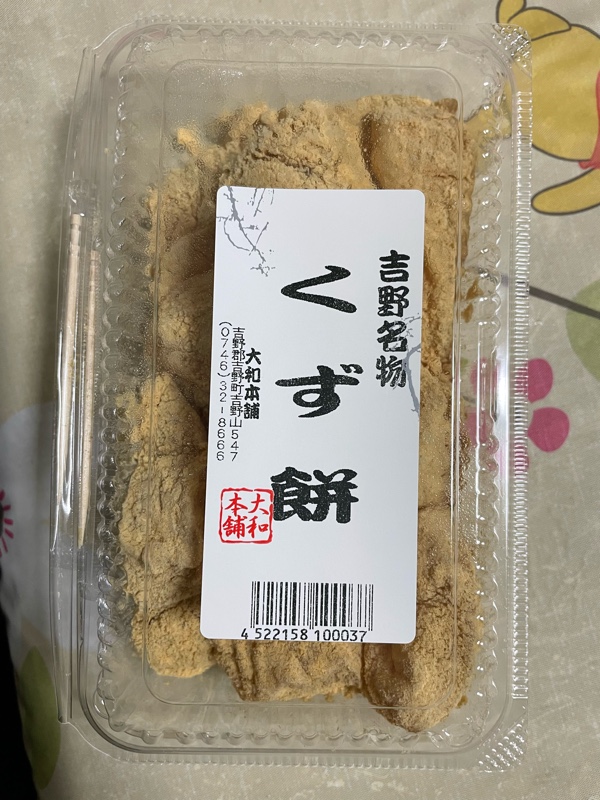 吉野名物
くず餅
大和本舗
吉野郡吉野町吉野山547
(0746)32-8666
大和
本舗
4 522158 100037